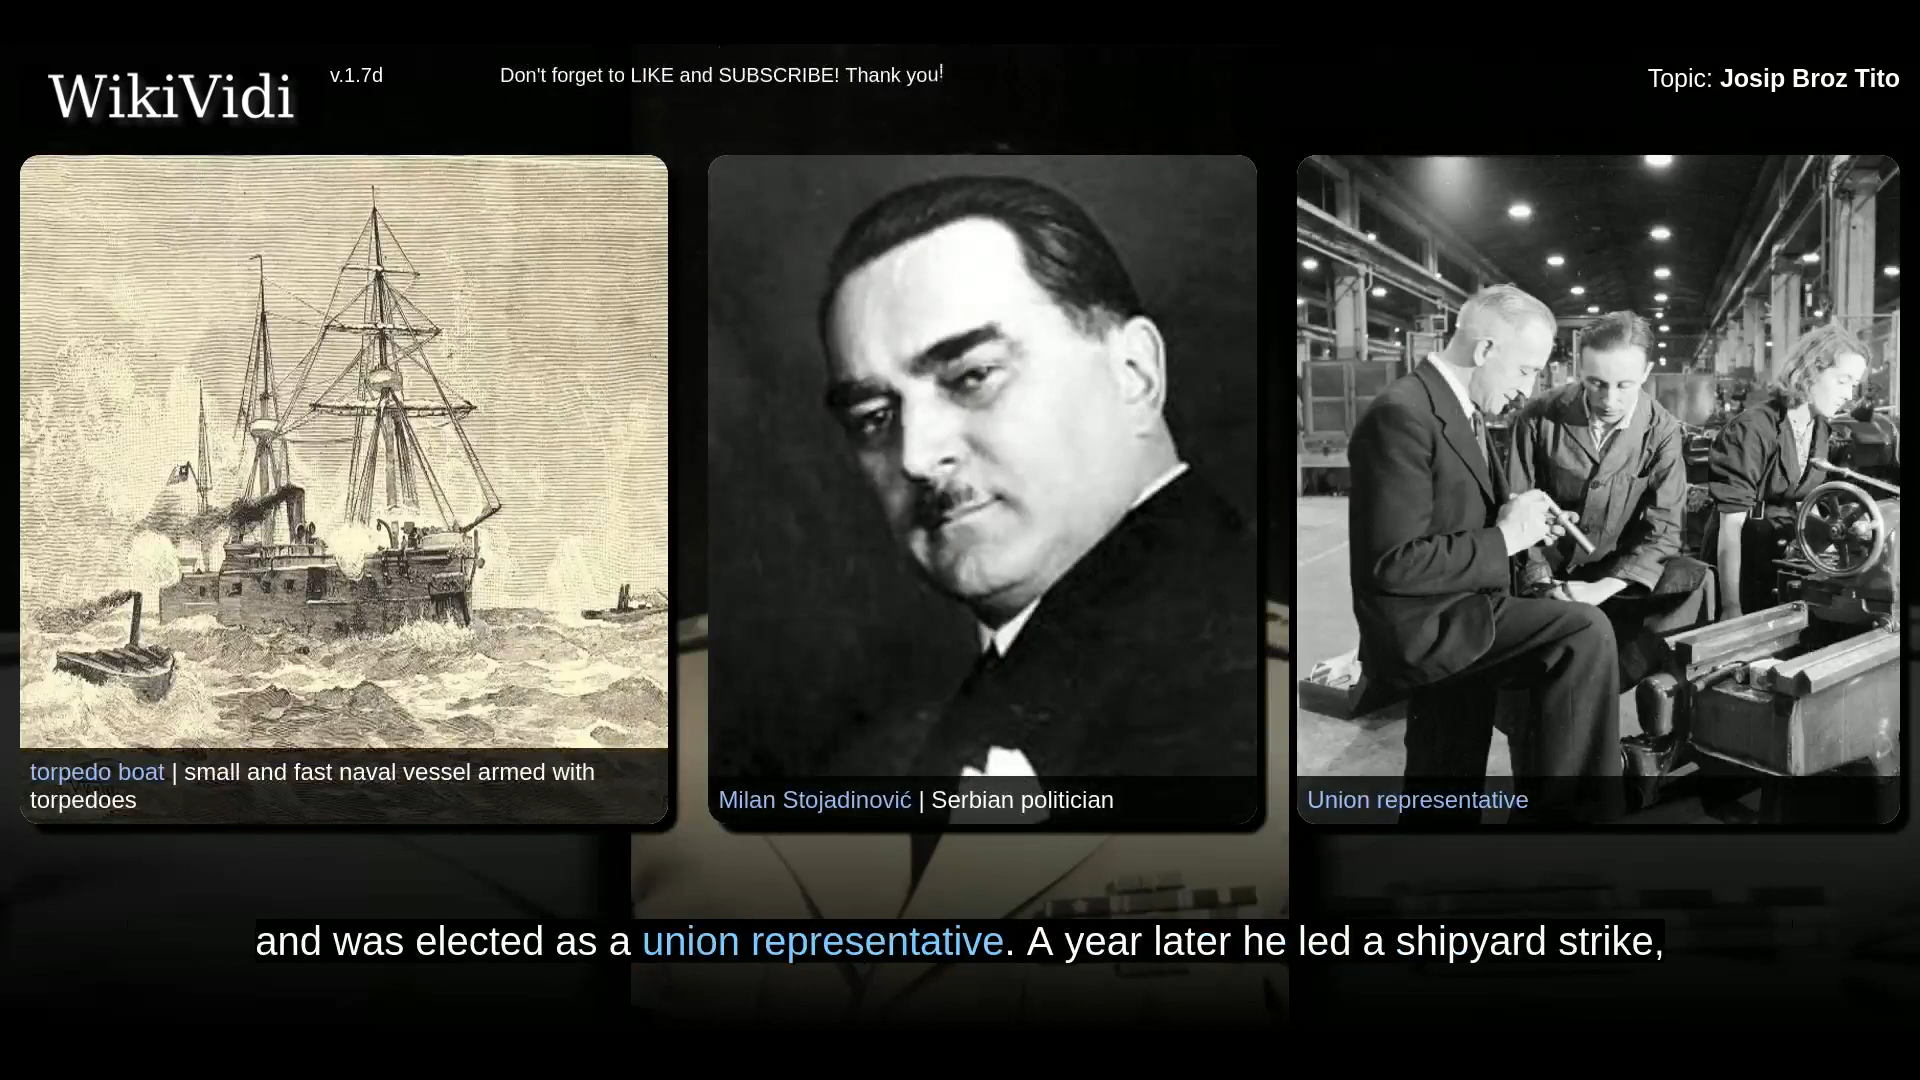 WikiVidi
v.1.7d
Don't forget to LIKE and SUBSCRIBE! Thank you!
Topic: Josip Broz Tito
torpedo boat | small and fast naval vessel armed with
torpedoes
Milan Stojadinović | Serbian politician
Union representative
and was elected as a union representative. A year later he led a shipyard strike,